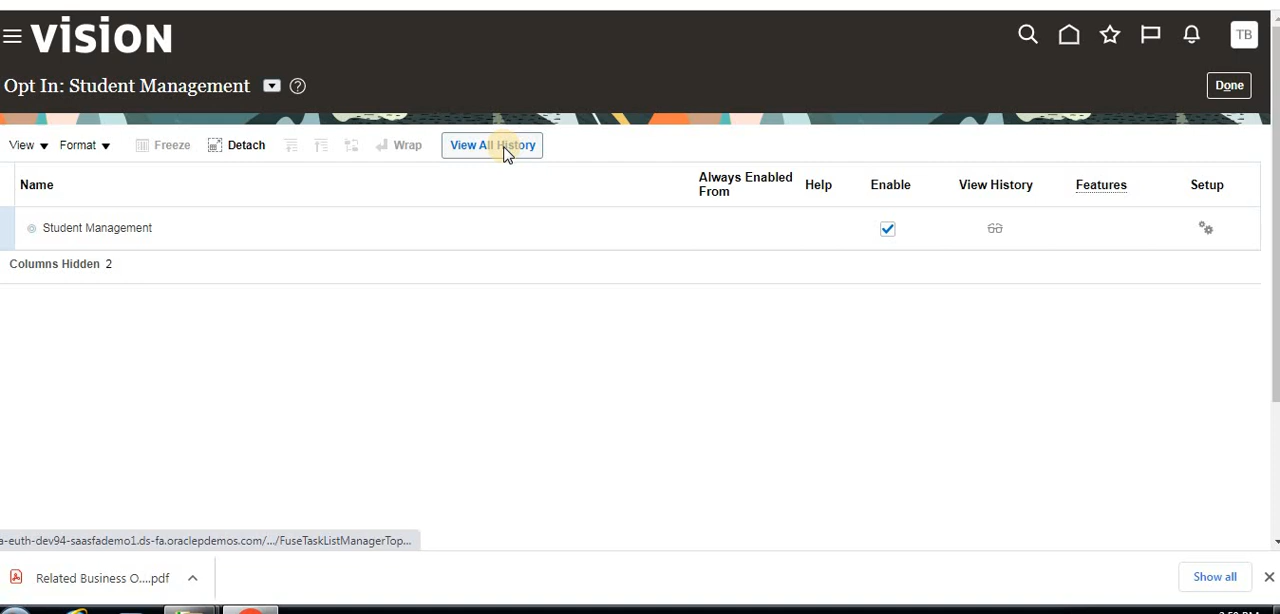 vision
TB
Opt In: Student Management
Done
View Format Freeze Detach Wrap View All History
Name Always Enabled From Help Enable View History Features Setup
Student Management
Columns Hidden 2
a-euth-dev94-saasfademo1.ds-fa.oraclepdemos.com/.../FuseTaskListManagerTop...
Related Business O....pdf
Show all